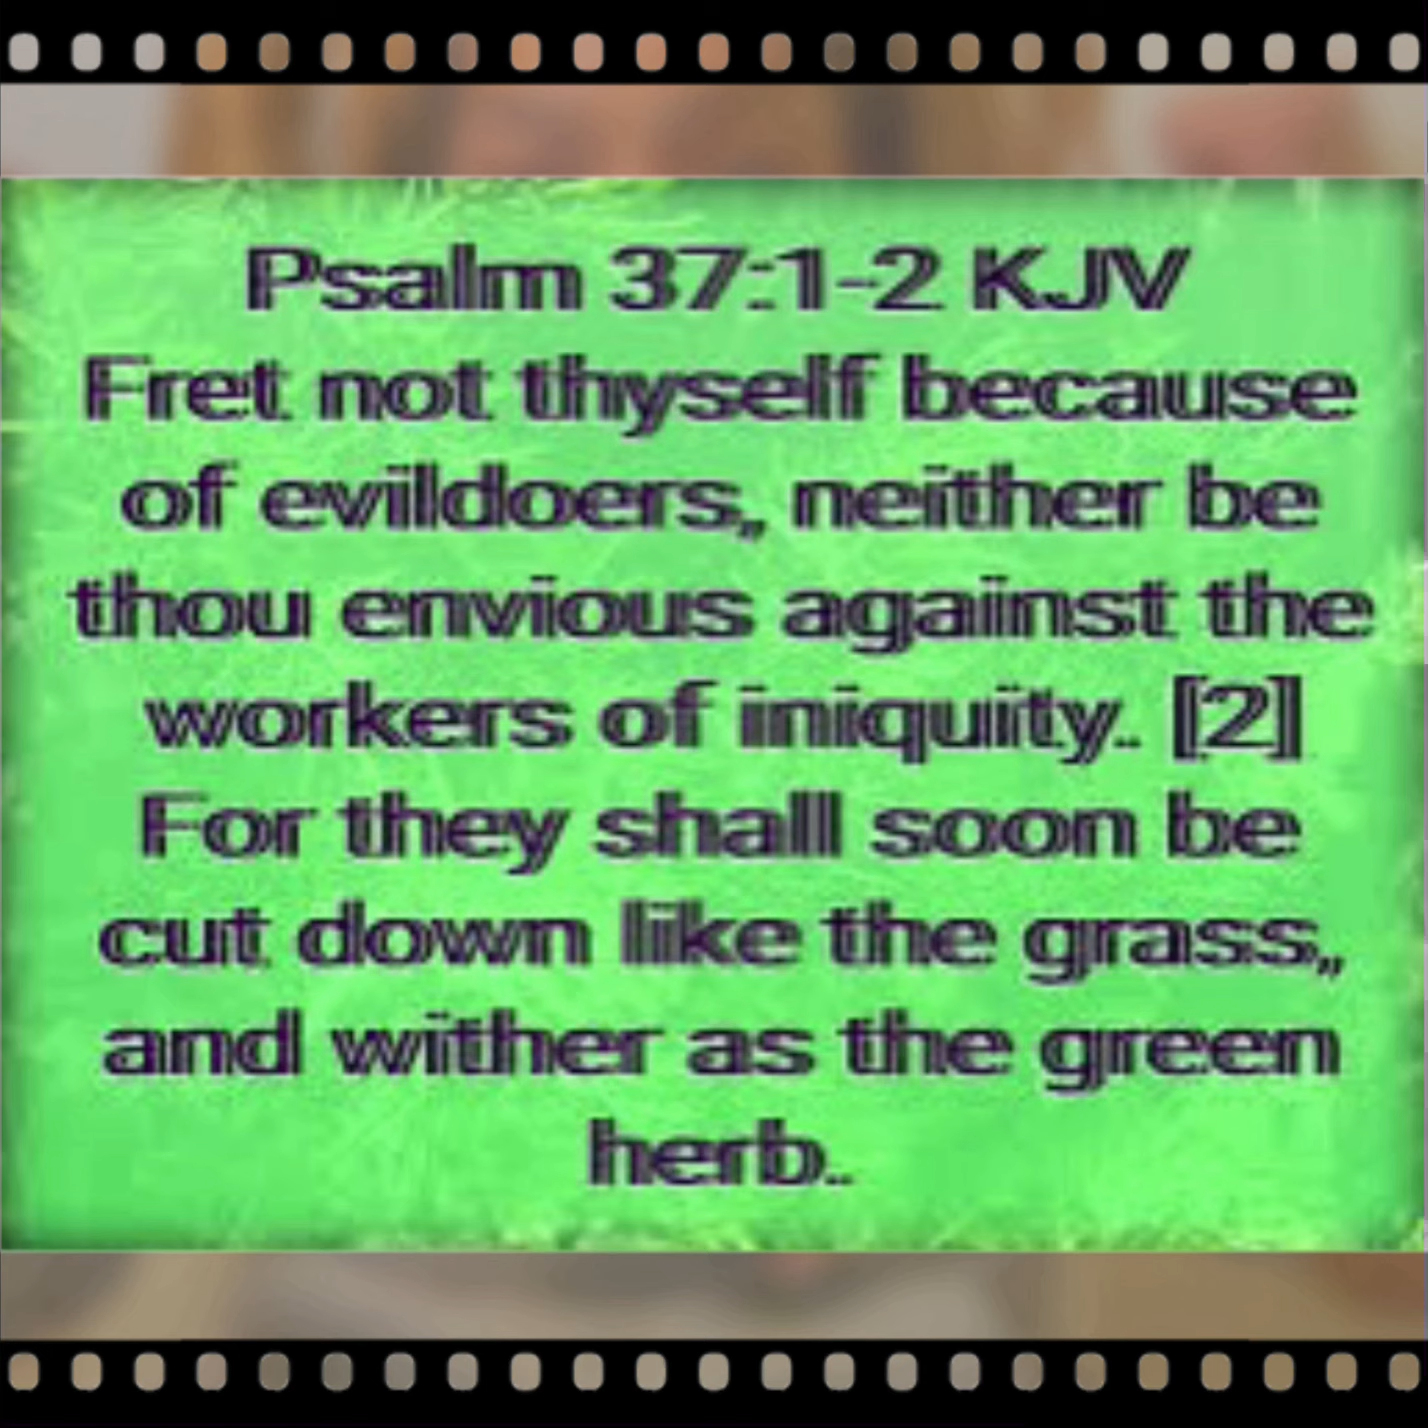 Psalm 37:1-2 KJV
Fret not thyself because
of evildoers, neither be
thou envious against the
workers of iniquity. [2]
For they shall soon be
cut down like the grass,
and wither as the green
herb.